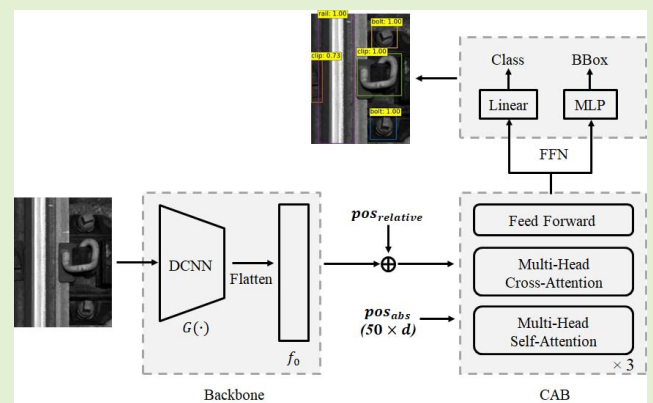 rail: 1.00
bolt: 1.00
clip: 0.73
clip: 1.00
bolt: 1.00
Class
BBox
Linear
MLP
FFN
pos_relative
Feed Forward
DCNN
Flatten
Multi-Head
Cross-Attention
G(·)
pos_abs
(50 × d)
Multi-Head
Self-Attention
f_0
× 3
Backbone
CAB